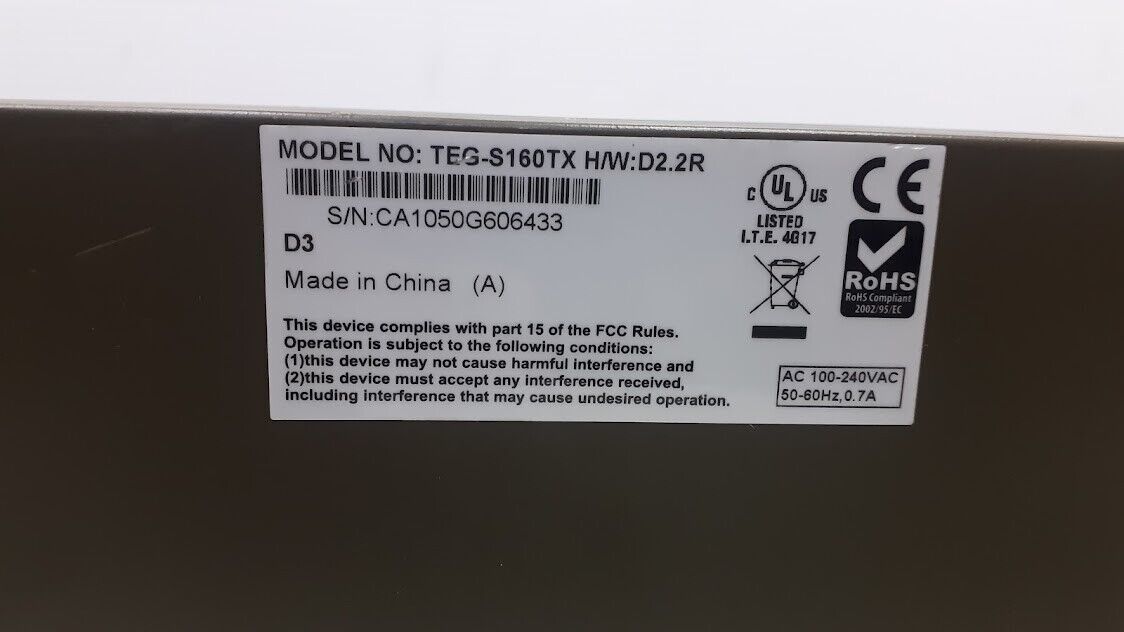 MODEL NO: TEG-S160TX H/W:D2.2R
S/N:CA1050G606433
D3
Made in China (A)
This device complies with part 15 of the FCC Rules.
Operation is subject to the following conditions:
(1)this device may not cause harmful interference and
(2)this device must accept any interference received,
including interference that may cause undesired operation.
C UL US
LISTED
I.T.E. 4G17
CE
RoHS
RoHS Compliant
2002/95/EC
AC 100-240VAC
50-60Hz,0.7A